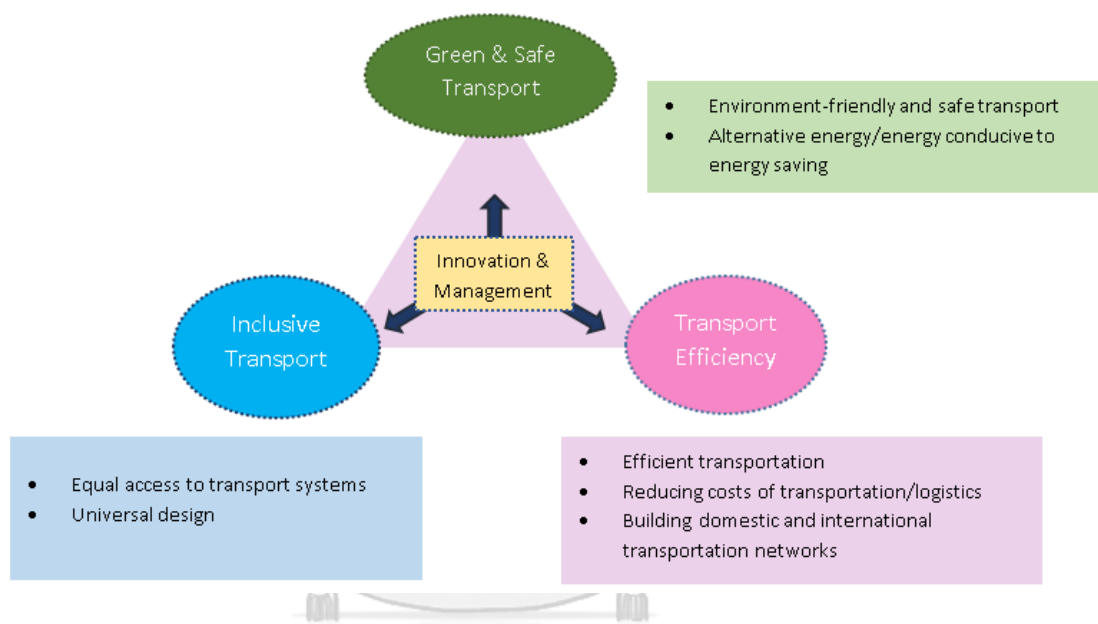 Green & Safe
Transport
• Environment-friendly and safe transport
• Alternative energy/energy conducive to
energy saving
Innovation &
Management
Inclusive
Transport
Transport
Efficiency
• Equal access to transport systems
• Universal design
• Efficient transportation
• Reducing costs of transportation/logistics
• Building domestic and international
transportation networks